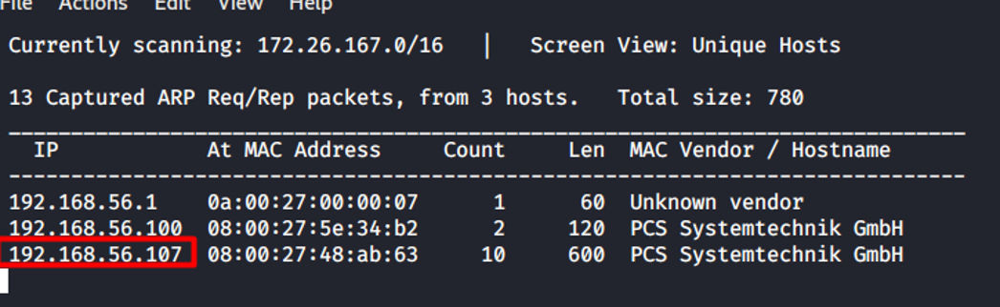 File Actions Edit View Help
Currently scanning: 172.26.167.0/16 | Screen View: Unique Hosts
13 Captured ARP Req/Rep packets, from 3 hosts. Total size: 780
IP At MAC Address Count Len MAC Vendor / Hostname
192.168.56.1 0a:00:27:00:00:07 1 60 Unknown vendor
192.168.56.100 08:00:27:5e:34:b2 2 120 PCS Systemtechnik GmbH
192.168.56.107 08:00:27:48:ab:63 10 600 PCS Systemtechnik GmbH